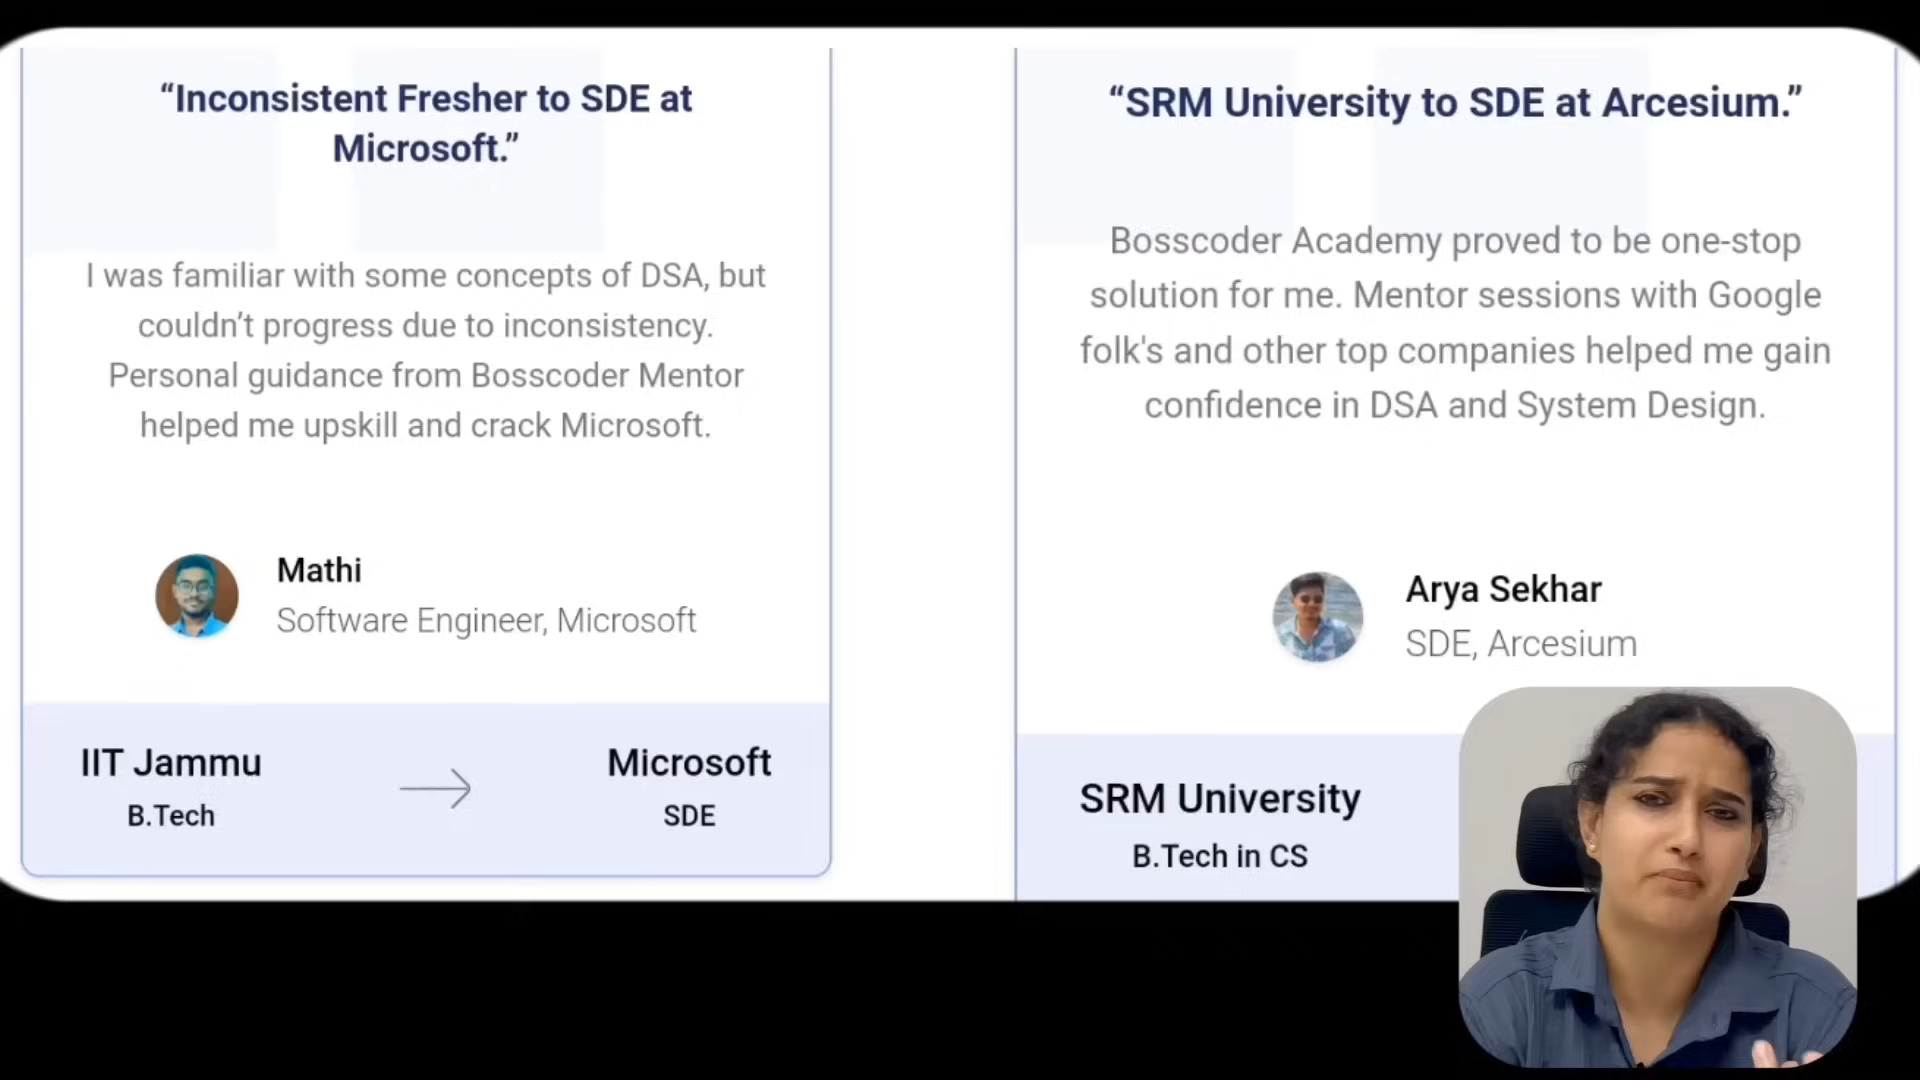 “Inconsistent Fresher to SDE at
Microsoft.”
I was familiar with some concepts of DSA, but
couldn’t progress due to inconsistency.
Personal guidance from Bosscoder Mentor
helped me upskill and crack Microsoft.
Mathi
Software Engineer, Microsoft
IIT Jammu
B.Tech
Microsoft
SDE
“SRM University to SDE at Arcesium.”
Bosscoder Academy proved to be one-stop
solution for me. Mentor sessions with Google
folk's and other top companies helped me gain
confidence in DSA and System Design.
Arya Sekhar
SDE, Arcesium
SRM University
B.Tech in CS